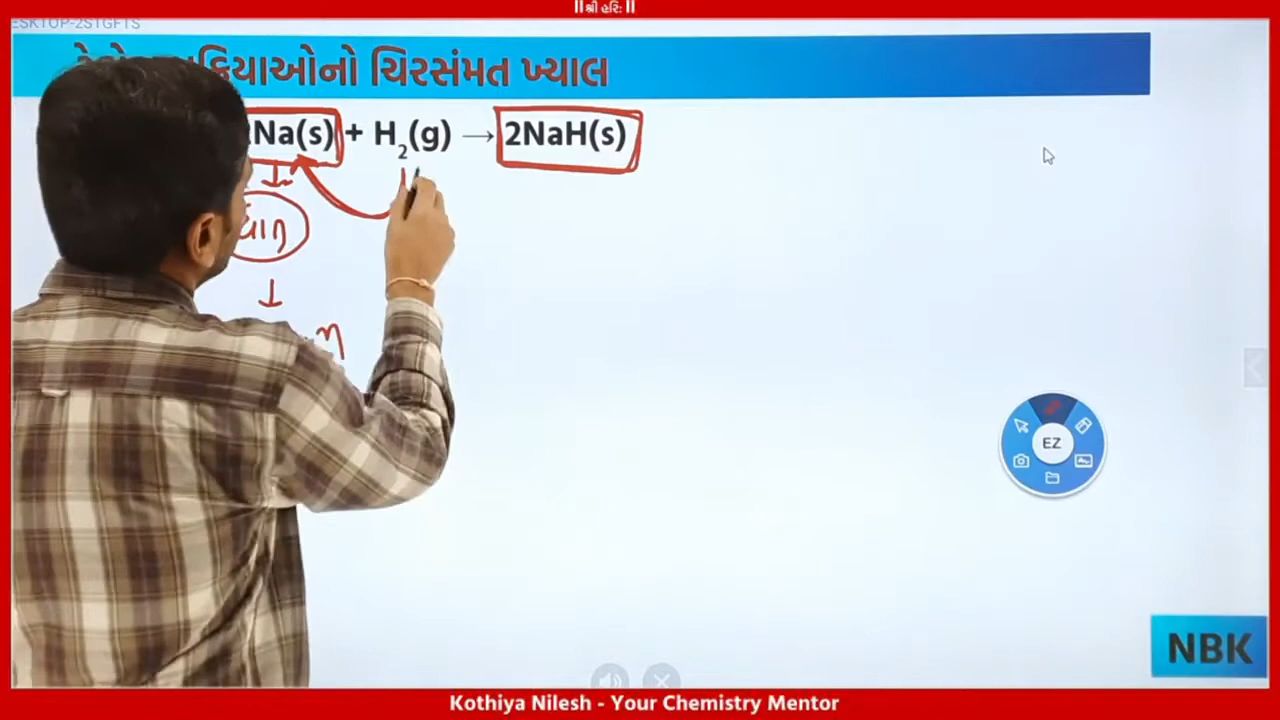 ॥ શ્રી હરિ: ॥
ESKTOP-2STGFTS
ક્રિયાઓનો ચિરસંમત ખ્યાલ
Na(s) + H₂(g) → 2NaH(s)
EZ
NBK
Kothiya Nilesh - Your Chemistry Mentor